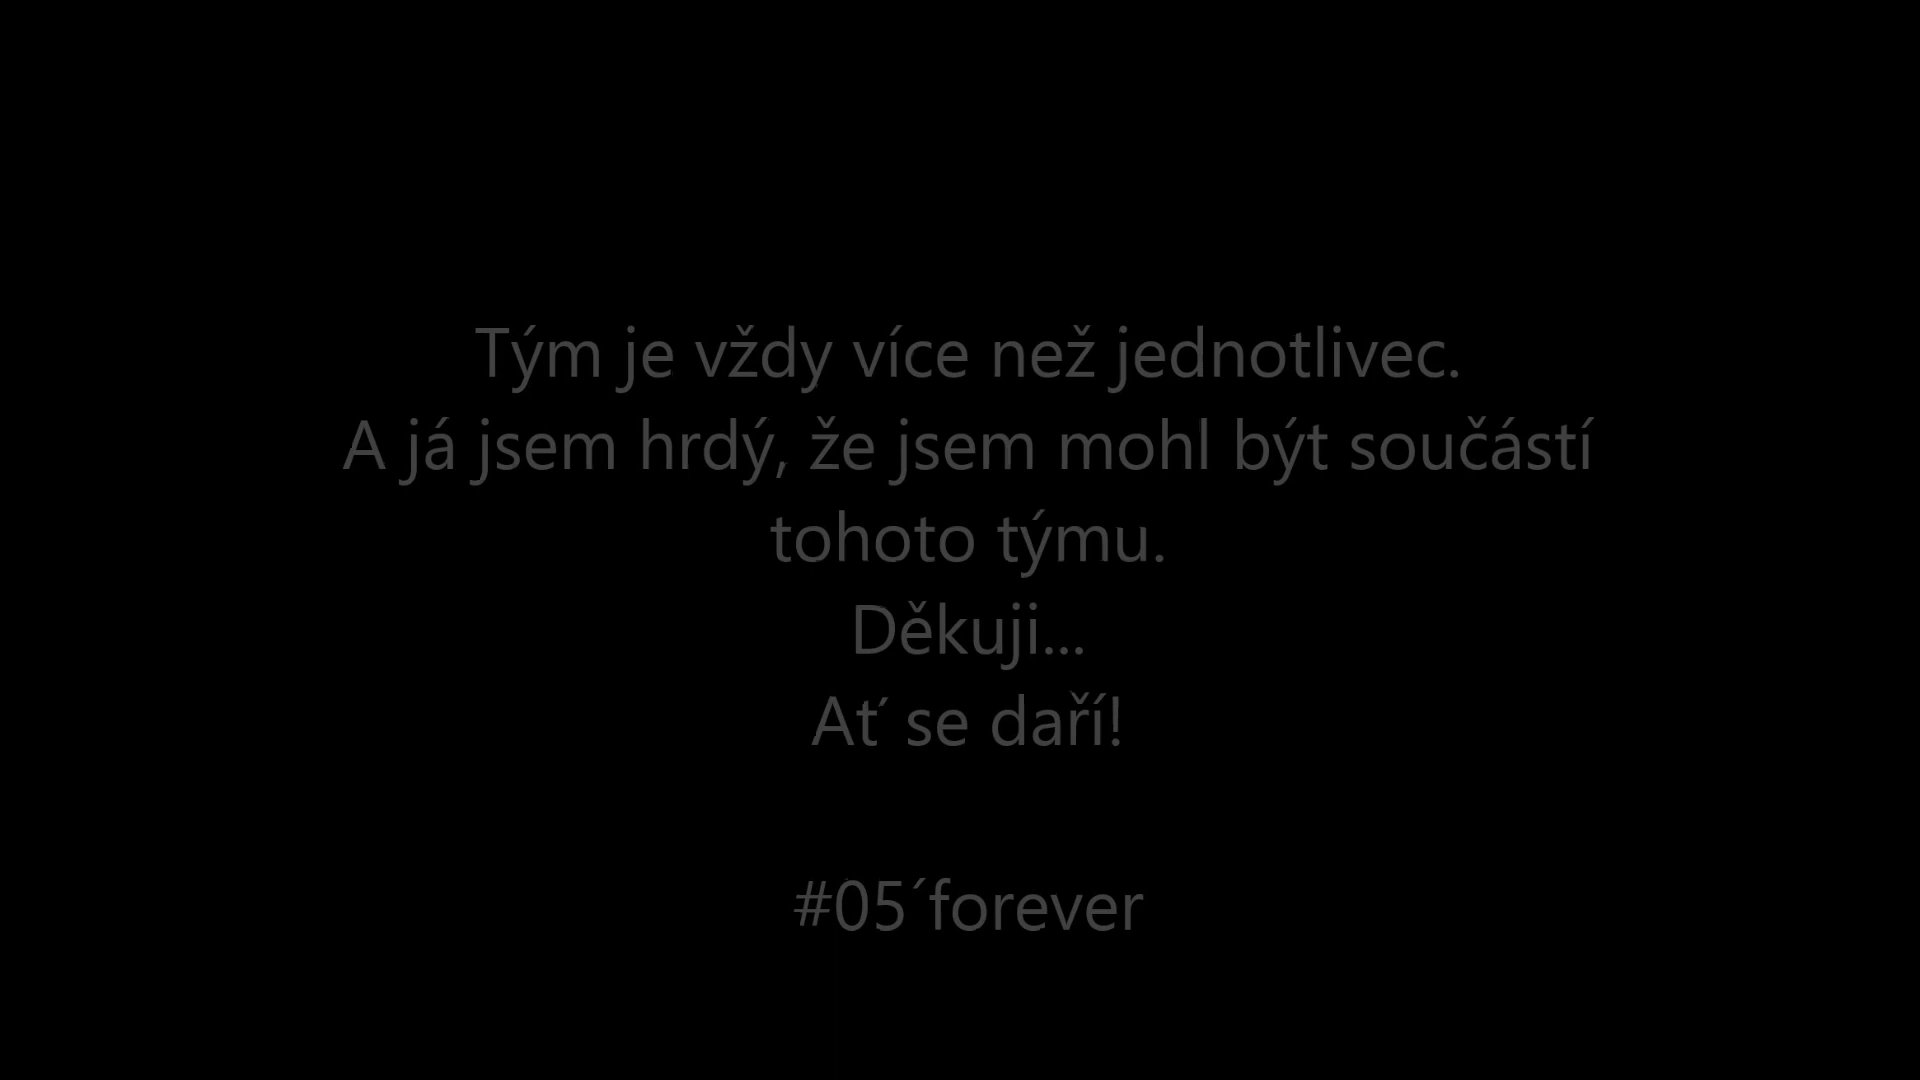 Tým je vždy více než jednotlivec.
A já jsem hrdý, že jsem mohl být součástí
tohoto týmu.
Děkuji...
Ať se daří!
#05´forever